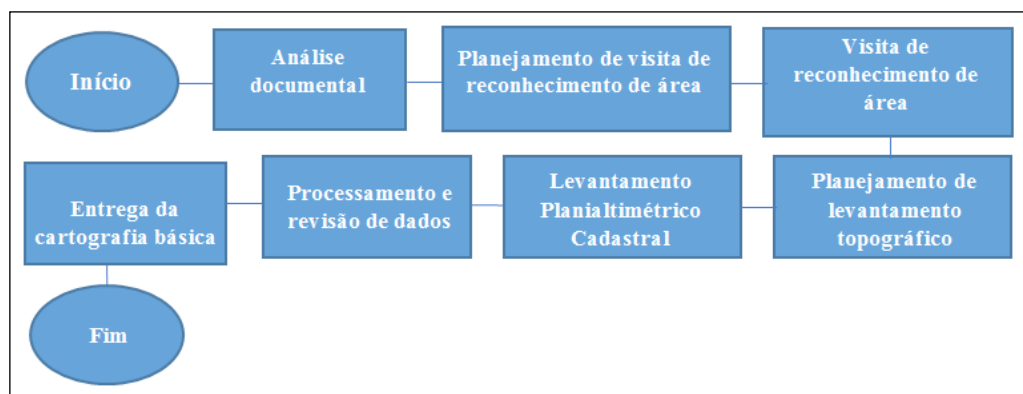 Início
Análise
documental
Planejamento de visita de
reconhecimento de área
Visita de
reconhecimento de
área
Planejamento de
levantamento
topográfico
Levantamento
Planialtimétrico
Cadastral
Processamento e
revisão de dados
Entrega da
cartografia básica
Fim